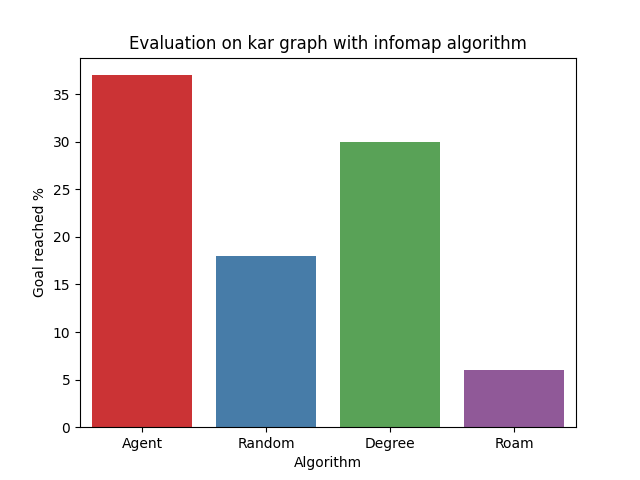 Evaluation on kar graph with infomap algorithm
Goal reached %
35
30
25
20
15
10
5
0
Agent Random Degree Roam
Algorithm